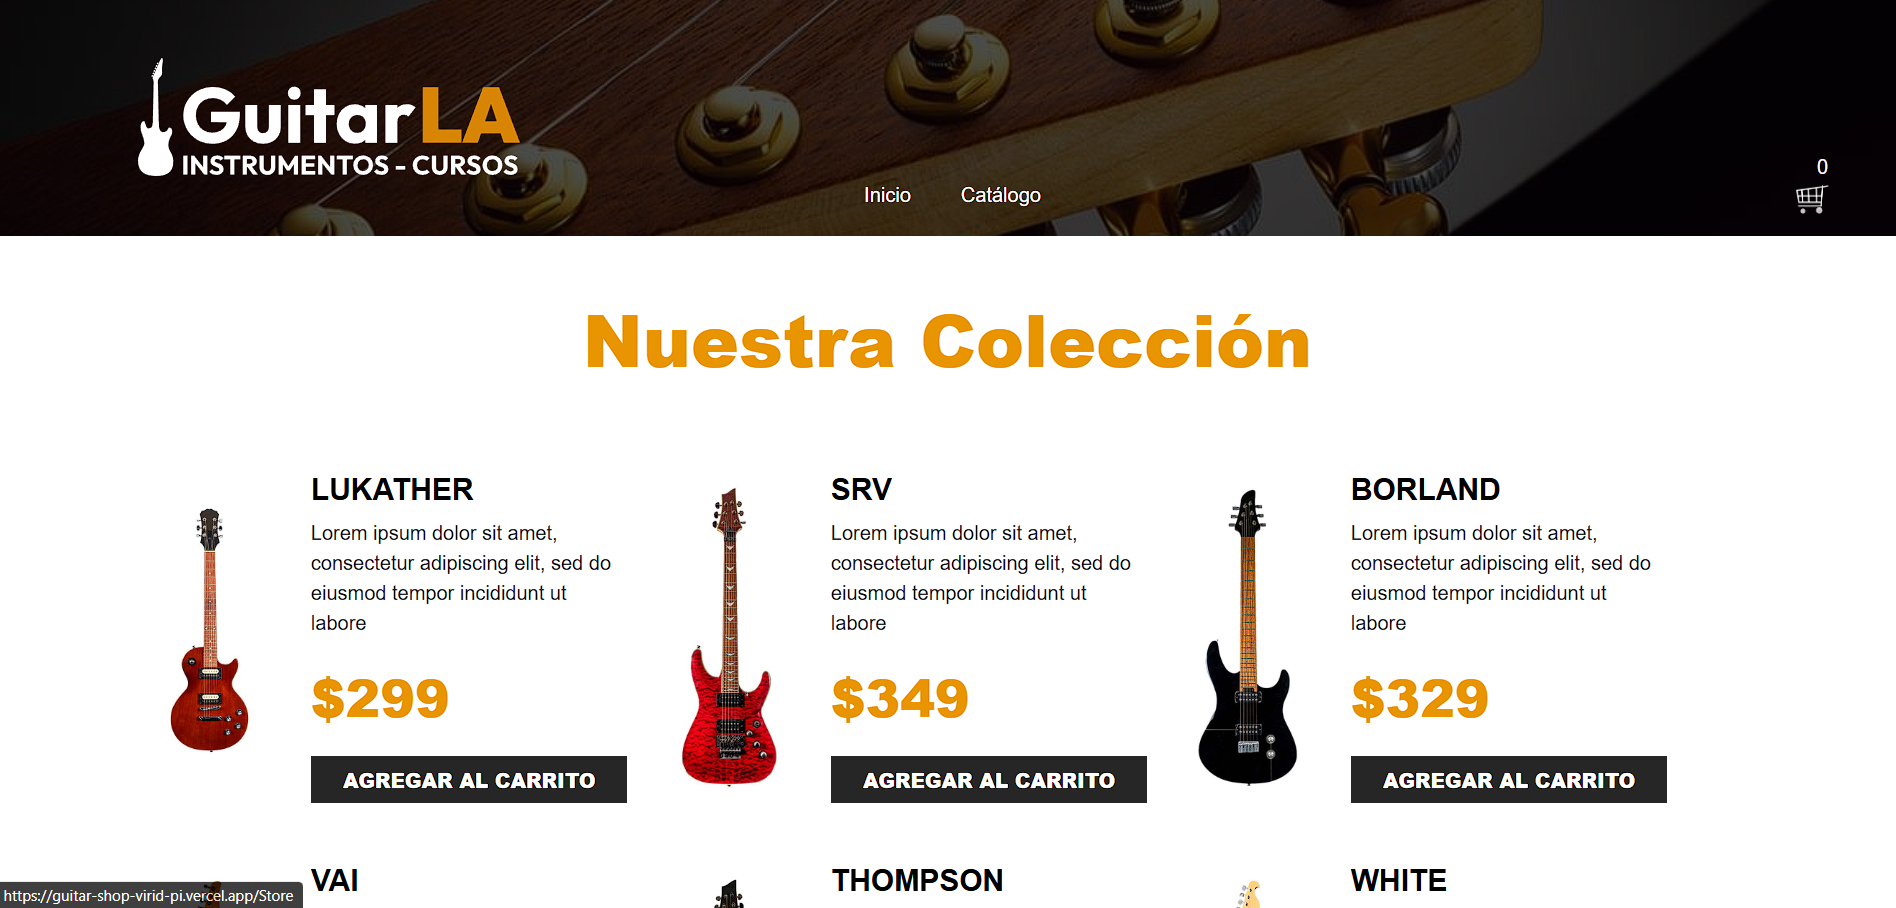 GuitarLA
INSTRUMENTOS - CURSOS
Inicio
Catálogo
0
Nuestra Colección
LUKATHER
Lorem ipsum dolor sit amet,
consectetur adipiscing elit, sed do
eiusmod tempor incididunt ut
labore
$299
AGREGAR AL CARRITO
SRV
Lorem ipsum dolor sit amet,
consectetur adipiscing elit, sed do
eiusmod tempor incididunt ut
labore
$349
AGREGAR AL CARRITO
BORLAND
Lorem ipsum dolor sit amet,
consectetur adipiscing elit, sed do
eiusmod tempor incididunt ut
labore
$329
AGREGAR AL CARRITO
VAI
THOMPSON
WHITE
https://guitar-shop-virid-pi.vercel.app/Store